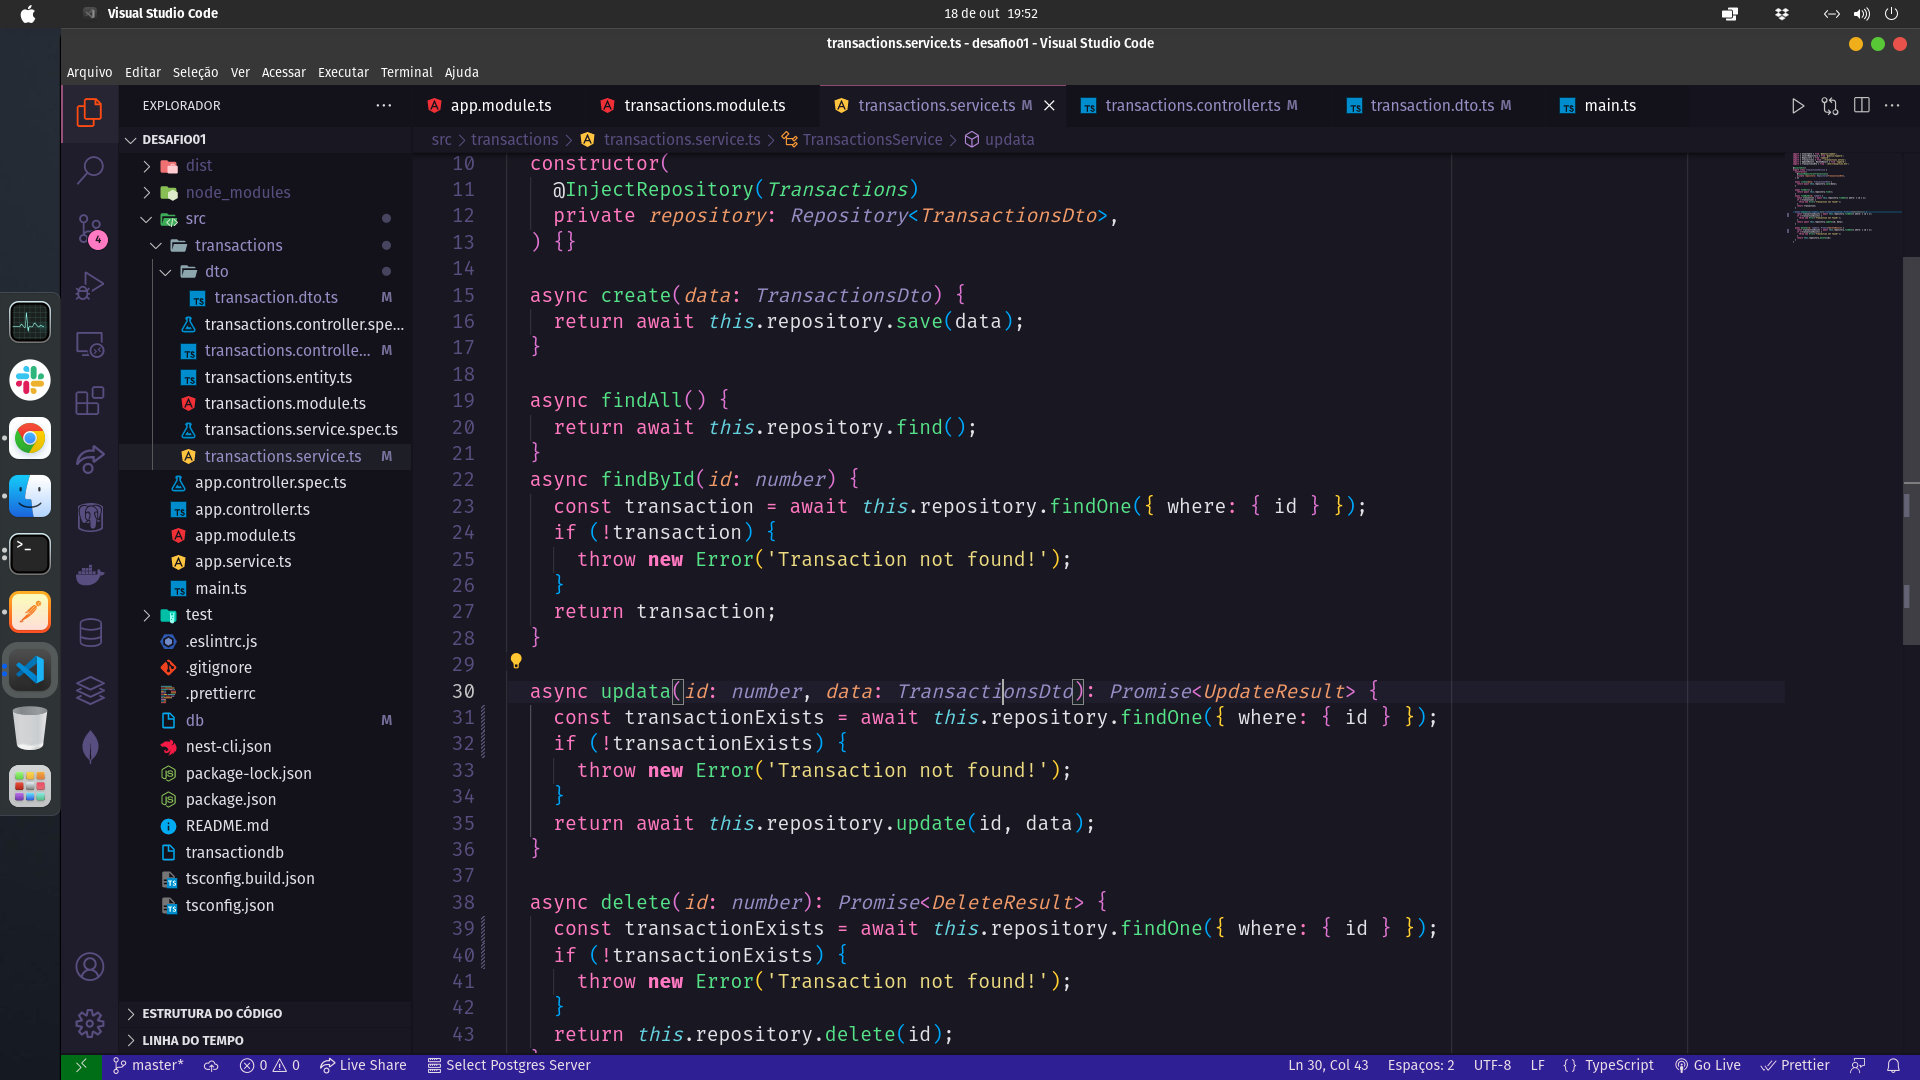 Visual Studio Code
18 de out 19:52
transactions.service.ts - desafio01 - Visual Studio Code
Arquivo Editar Seleção Ver Acessar Executar Terminal Ajuda
EXPLORADOR
DESAFIO01
dist
node_modules
src
transactions
dto
transaction.dto.ts M
transactions.controller.spe...
transactions.controlle... M
transactions.entity.ts
transactions.module.ts
transactions.service.spec.ts
transactions.service.ts M
app.controller.spec.ts
app.controller.ts
app.module.ts
app.service.ts
main.ts
test
.eslintrc.js
.gitignore
.prettierrc
db M
nest-cli.json
package-lock.json
package.json
README.md
transactiondb
tsconfig.build.json
tsconfig.json
ESTRUTURA DO CÓDIGO
LINHA DO TEMPO
4
app.module.ts transactions.module.ts transactions.service.ts M transactions.controller.ts M transaction.dto.ts M main.ts
src > transactions > transactions.service.ts > TransactionsService > updata
10 constructor(
11 @InjectRepository(Transactions)
12 private repository: Repository<TransactionsDto>,
13 ) {}
14
15 async create(data: TransactionsDto) {
16 return await this.repository.save(data);
17 }
18
19 async findAll() {
20 return await this.repository.find();
21 }
22 async findById(id: number) {
23 const transaction = await this.repository.findOne({ where: { id } });
24 if (!transaction) {
25 throw new Error('Transaction not found!');
26 }
27 return transaction;
28 }
29
30 async updata(id: number, data: TransactionsDto): Promise<UpdateResult> {
31 const transactionExists = await this.repository.findOne({ where: { id } });
32 if (!transactionExists) {
33 throw new Error('Transaction not found!');
34 }
35 return await this.repository.update(id, data);
36 }
37
38 async delete(id: number): Promise<DeleteResult> {
39 const transactionExists = await this.repository.findOne({ where: { id } });
40 if (!transactionExists) {
41 throw new Error('Transaction not found!');
42 }
43 return this.repository.delete(id);
master* 0 0 Live Share Select Postgres Server
Ln 30, Col 43 Espaços: 2 UTF-8 LF {} TypeScript Go Live Prettier